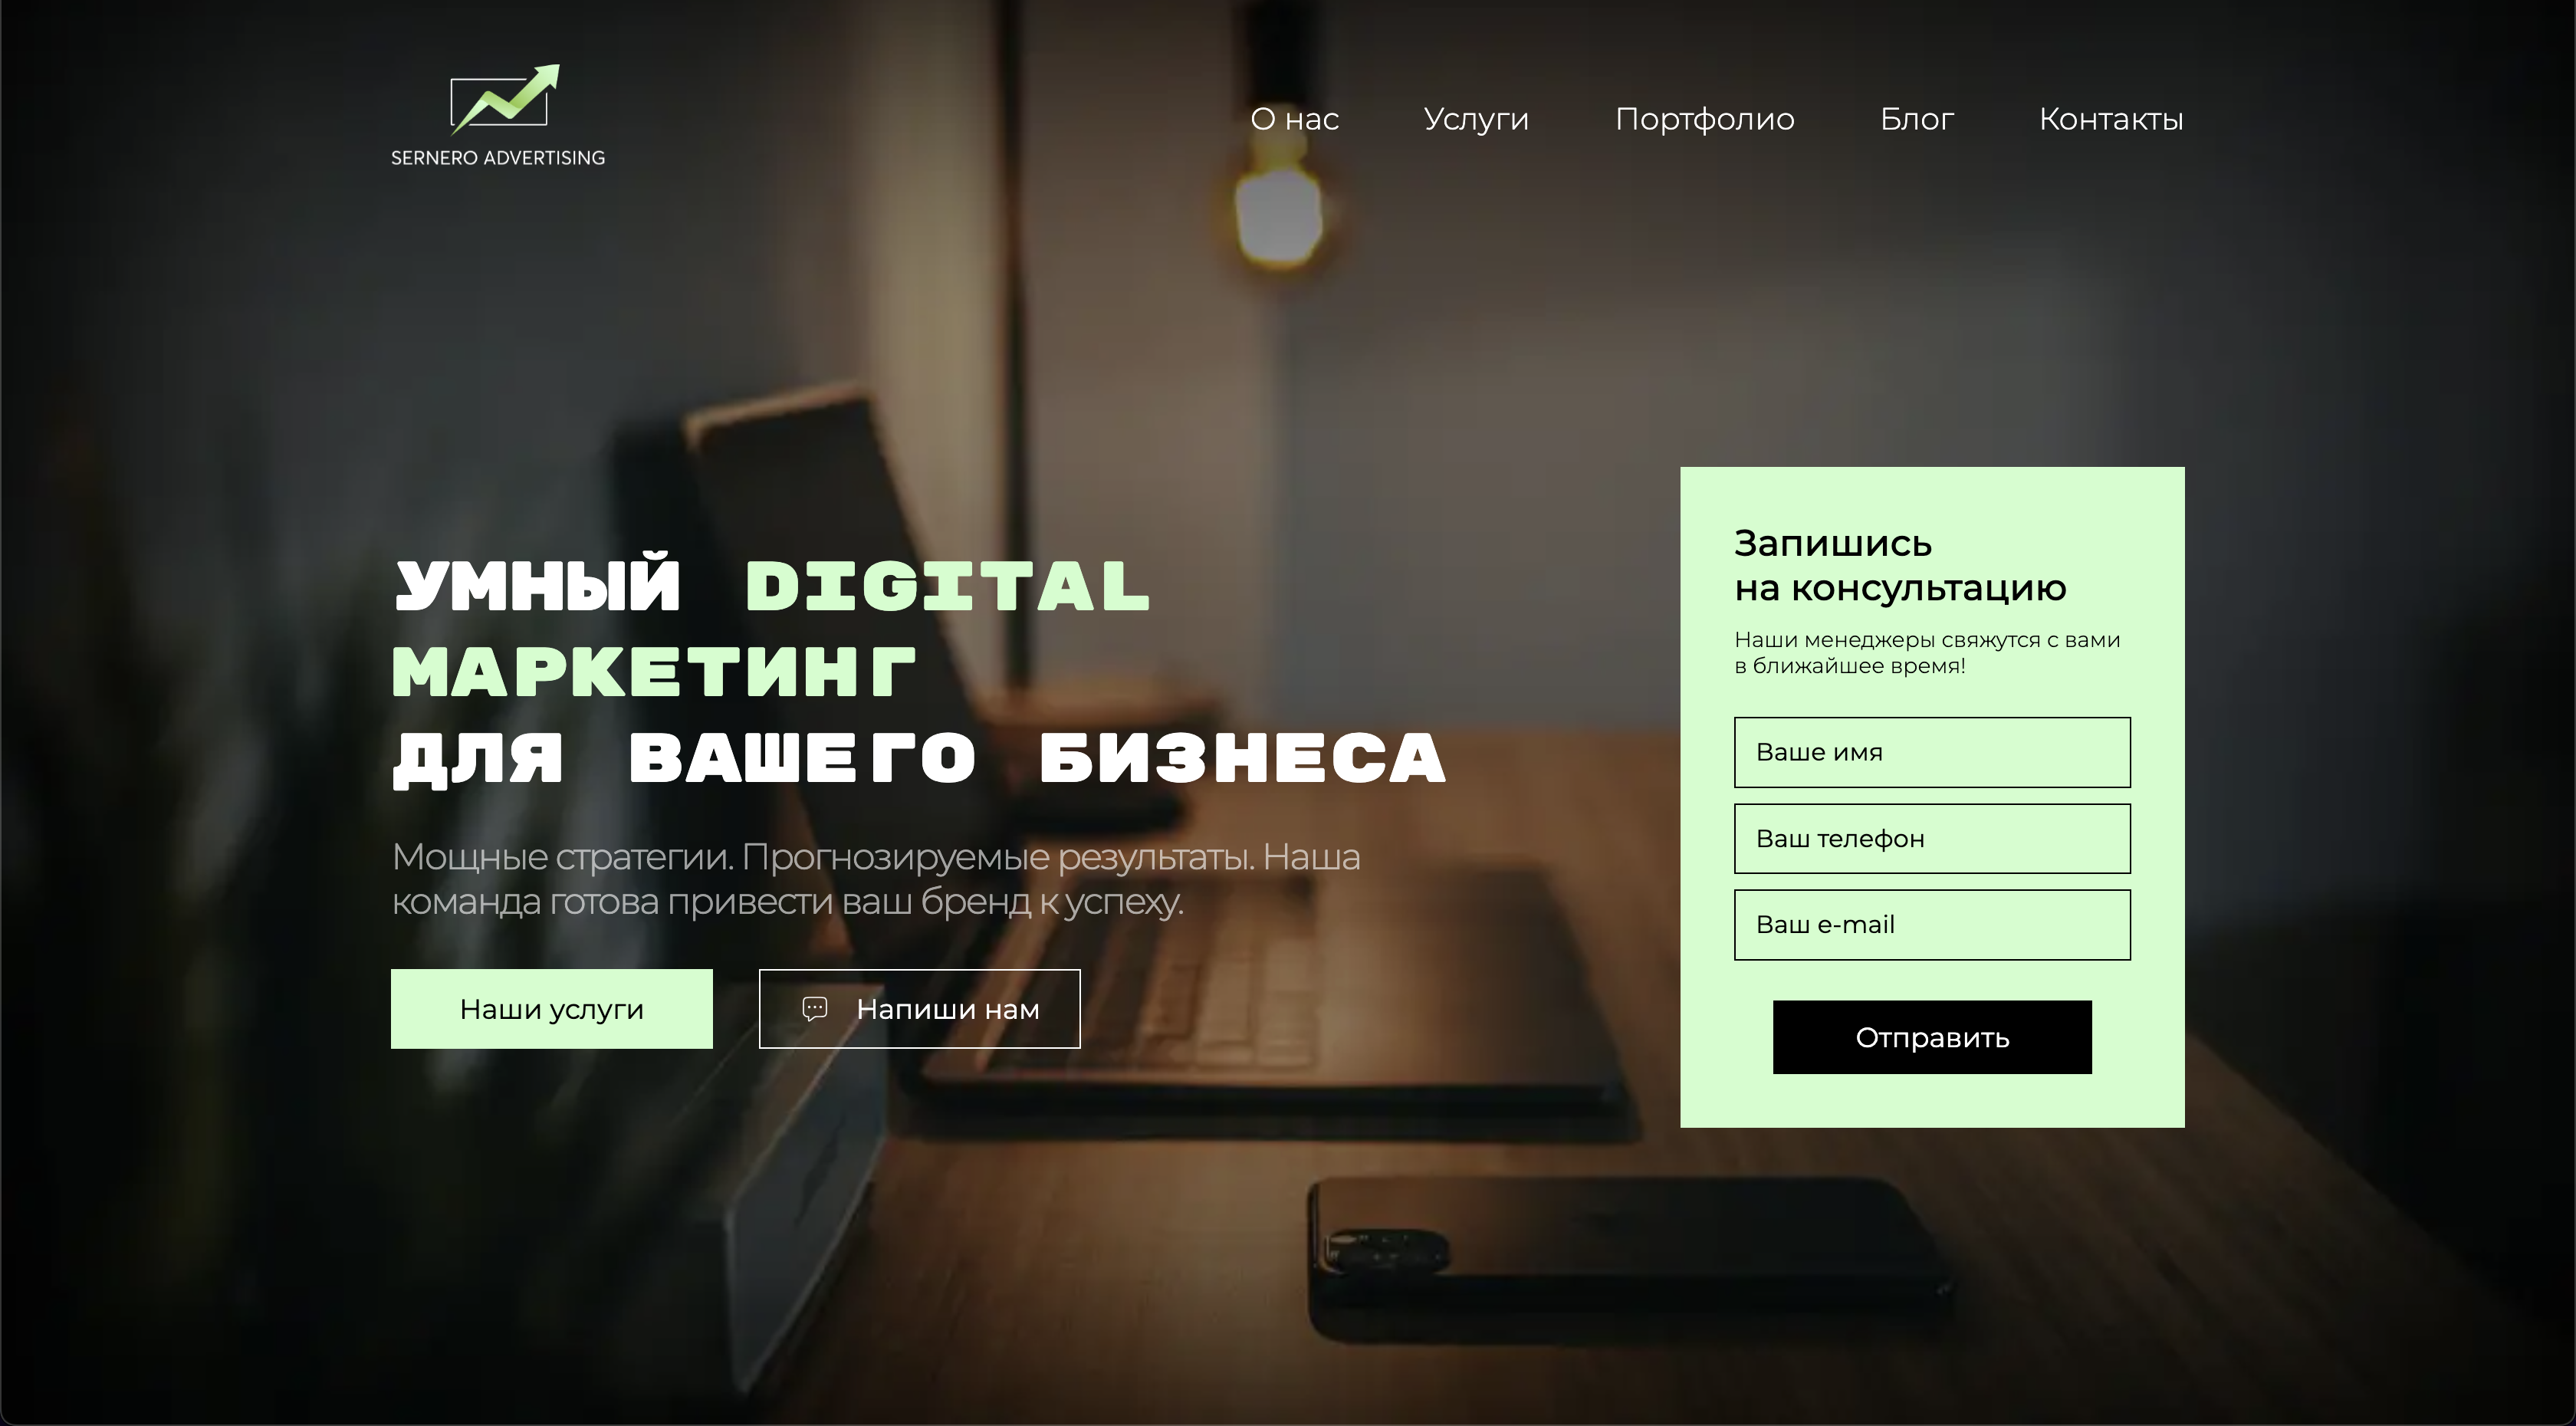 SERNERO ADVERTISING
О нас
Услуги
Портфолио
Блог
Контакты
УМНЫЙ DIGITAL
МАРКЕТИНГ
ДЛЯ ВАШЕГО БИЗНЕСА
Мощные стратегии. Прогнозируемые результаты. Наша
команда готова привести ваш бренд к успеху.
Наши услуги
Напиши нам
Запишись
на консультацию
Наши менеджеры свяжутся с вами
в ближайшее время!
Ваше имя
Ваш телефон
Ваш e-mail
Отправить